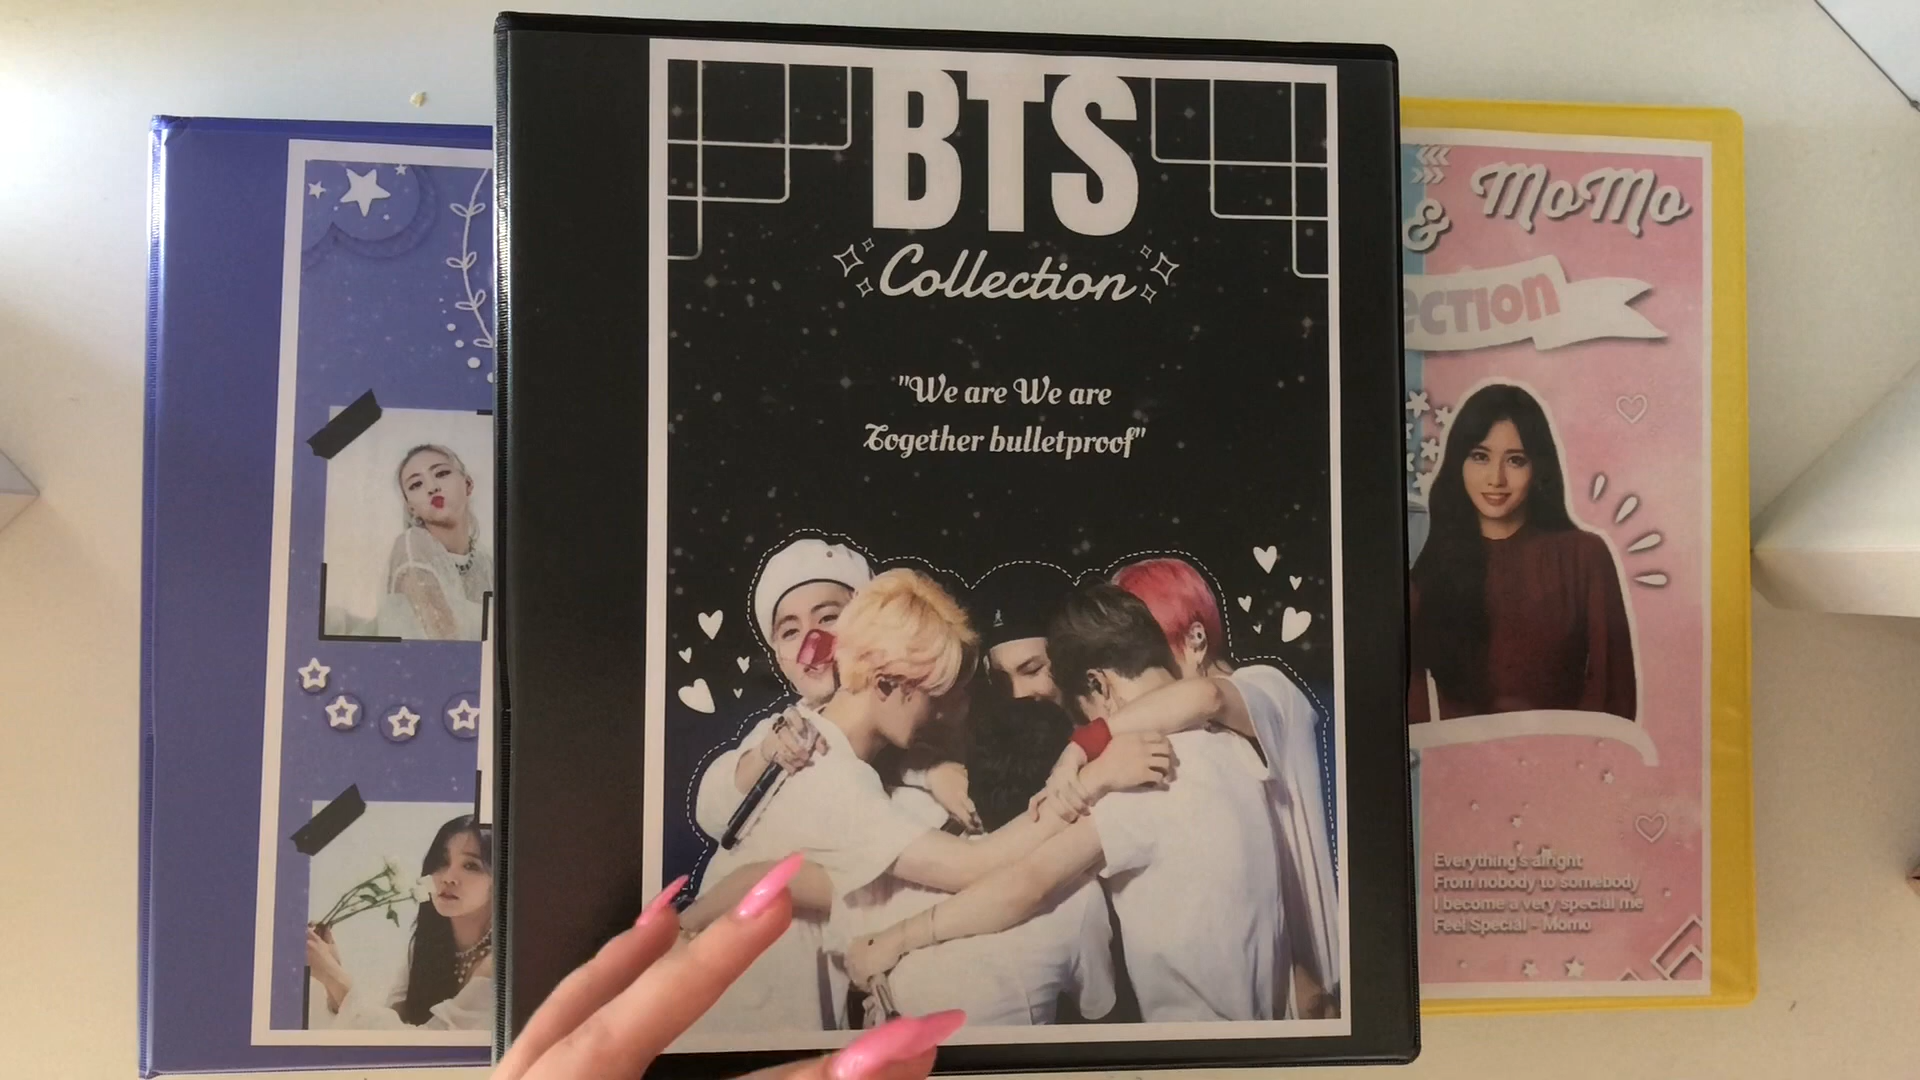 BTS
Collection
"We are We are
Together bulletproof"
& MoMo
ection
Everything's alright
From nobody to somebody
I become a very special me
Feel Special - Momo